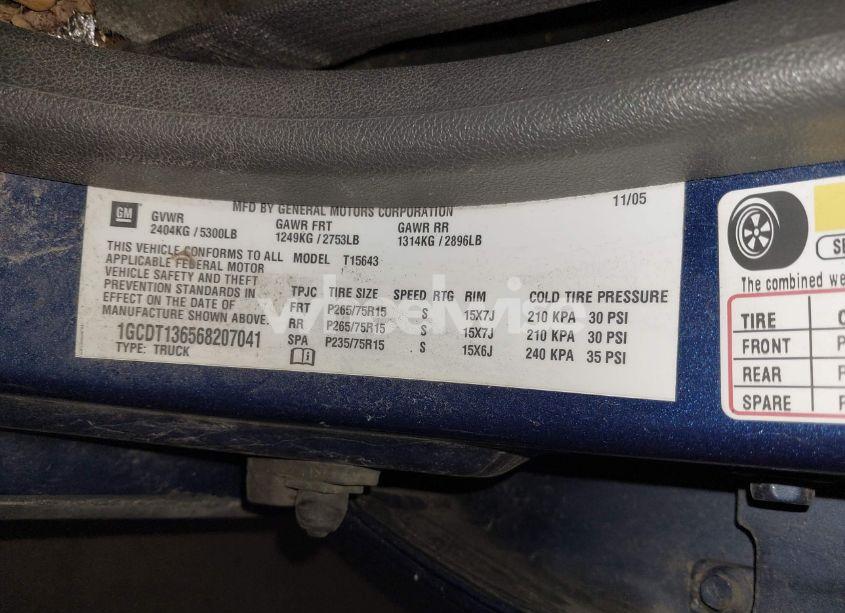 MFD BY GENERAL MOTORS CORPORATION 11/05
GM
GVWR GAWR FRT GAWR RR
2404KG / 5300LB 1249KG / 2753LB 1314KG / 2896LB
THIS VEHICLE CONFORMS TO ALL MODEL T15643
APPLICABLE FEDERAL MOTOR
VEHICLE SAFETY AND THEFT
PREVENTION STANDARDS IN
EFFECT ON THE DATE OF
MANUFACTURE SHOWN ABOVE.
1GCDT136568207041
TYPE: TRUCK
TPJC TIRE SIZE SPEED RTG RIM COLD TIRE PRESSURE
FRT P265/75R15 S 15X7J 210 KPA 30 PSI
RR P265/75R15 S 15X7J 210 KPA 30 PSI
SPA P235/75R15 S 15X6J 240 KPA 35 PSI
The combined we
TIRE
FRONT P
REAR
SPARE